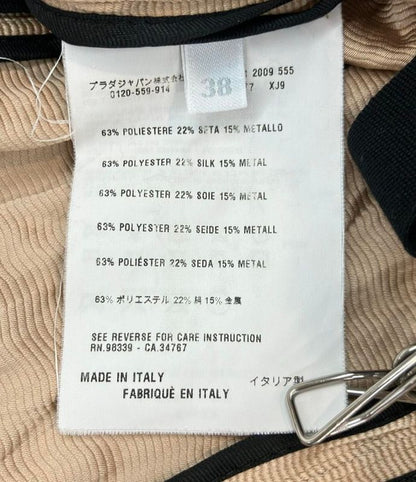 プラダジャパン株式会社 2009 555
0120-559-914 XJ9
38
63% POLIESTERE 22% SETA 15% METALLO
63% POLYESTER 22% SILK 15% METAL
63% POLYESTER 22% SOIE 15% METAL
63% POLYESTER 22% SEIDE 15% METALL
63% POLIÉSTER 22% SEDA 15% METAL
63% ポリエステル 22% 絹 15% 金属
SEE REVERSE FOR CARE INSTRUCTION
RN.98339 - CA.34767
MADE IN ITALY イタリア製
FABRIQUÉ EN ITALY